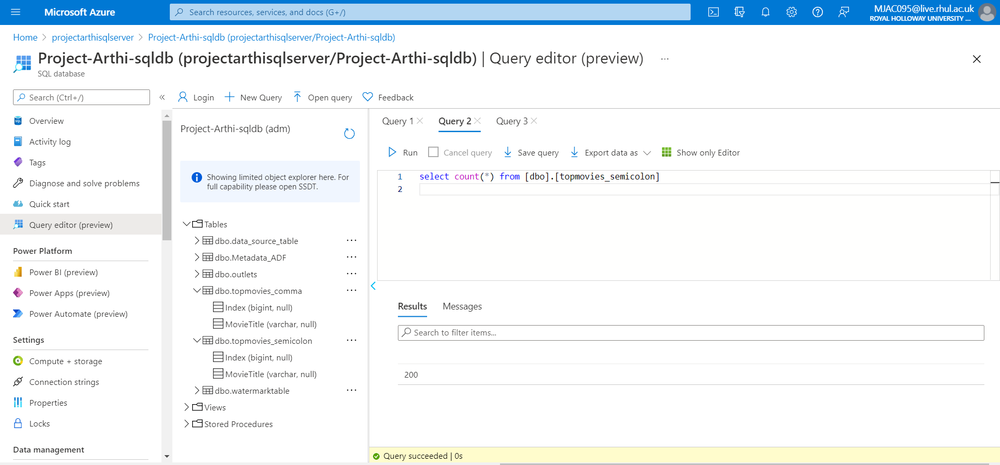 Microsoft Azure
Search resources, services, and docs (G+/)
MJAC095@live.rhul.ac.uk
ROYAL HOLLOWAY UNIVERSITY ...
Home > projectarthisqlserver > Project-Arthi-sqldb (projectarthisqlserver/Project-Arthi-sqldb)
Project-Arthi-sqldb (projectarthisqlserver/Project-Arthi-sqldb) | Query editor (preview) ...
SQL database
Search (Ctrl+/)
«
Overview
Activity log
Tags
Diagnose and solve problems
Quick start
Query editor (preview)
Power Platform
Power BI (preview)
Power Apps (preview)
Power Automate (preview)
Settings
Compute + storage
Connection strings
Properties
Locks
Data management
Login
New Query
Open query
Feedback
Project-Arthi-sqldb (adm)
Showing limited object explorer here. For
full capability please open SSDT.
Tables
dbo.data_source_table ...
dbo.Metadata_ADF ...
dbo.outlets ...
dbo.topmovies_comma ...
Index (bigint, null)
MovieTitle (varchar, null)
dbo.topmovies_semicolon ...
Index (bigint, null)
MovieTitle (varchar, null)
dbo.watermarktable ...
Views
Stored Procedures
Query 1
Query 2
Query 3
Run
Cancel query
Save query
Export data as
Show only Editor
1 select count(*) from [dbo].[topmovies_semicolon]
2
Results
Messages
Search to filter items...
200
Query succeeded | 0s